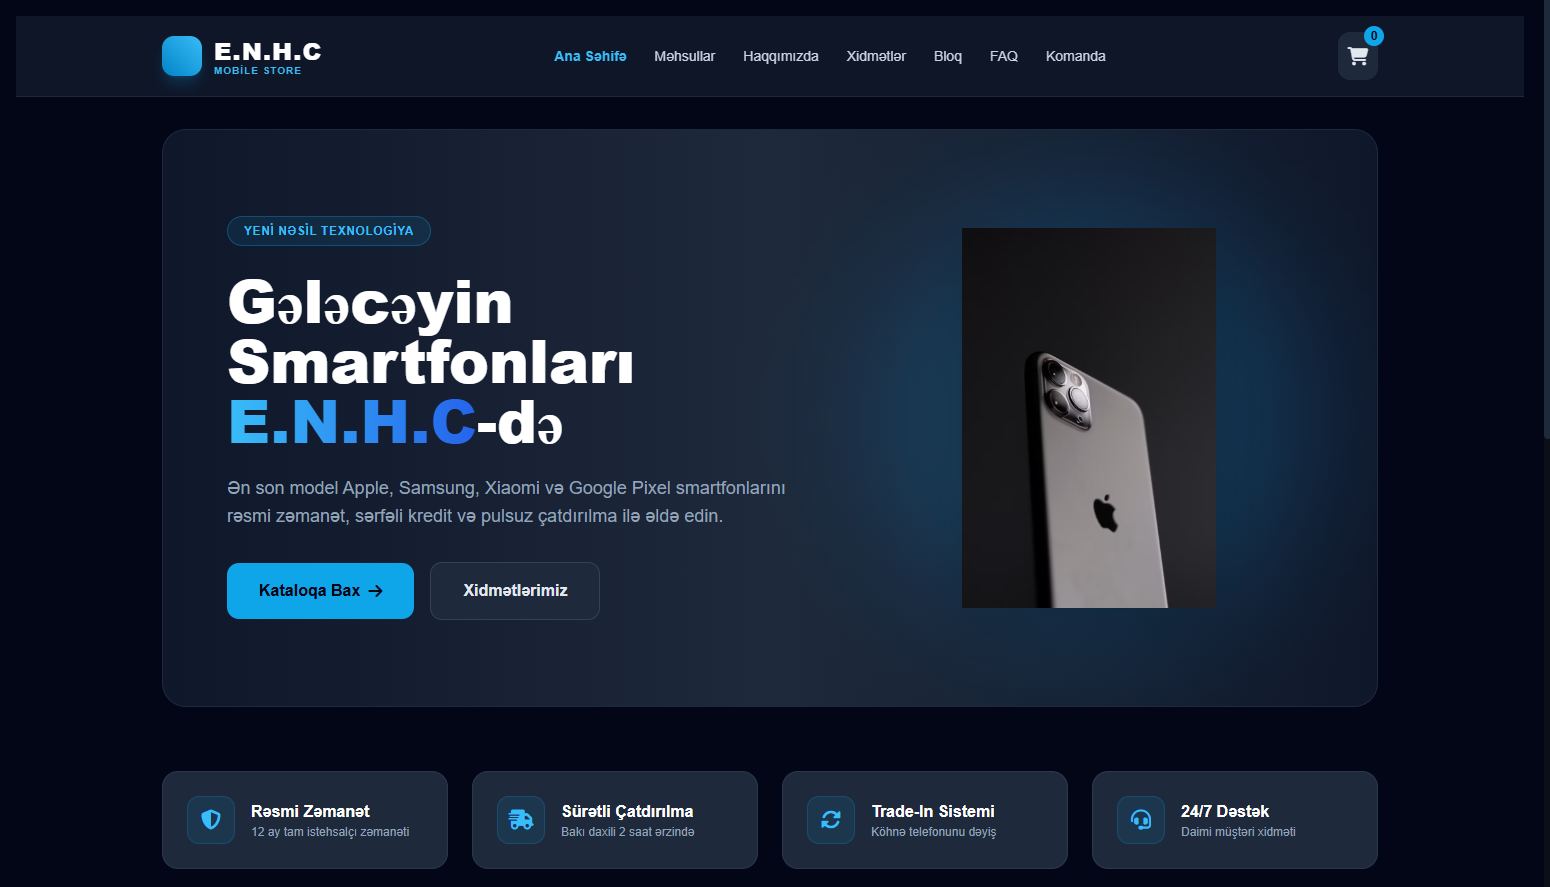 E.N.H.C
MOBİLE STORE
Ana Səhifə
Məhsullar
Haqqımızda
Xidmətlər
Bloq
FAQ
Komanda
0
YENİ NƏSİL TEXNOLOGİYA
Gələcəyin
Smartfonları
E.N.H.C-də
Ən son model Apple, Samsung, Xiaomi və Google Pixel smartfonlarını
rəsmi zəmanət, sərfəli kredit və pulsuz çatdırılma ilə əldə edin.
Kataloqa Bax →
Xidmətlərimiz
Rəsmi Zəmanət
12 ay tam istehsalçı zəmanəti
Sürətli Çatdırılma
Bakı daxili 2 saat ərzində
Trade-In Sistemi
Köhnə telefonunu dəyiş
24/7 Dəstək
Daimi müştəri xidməti